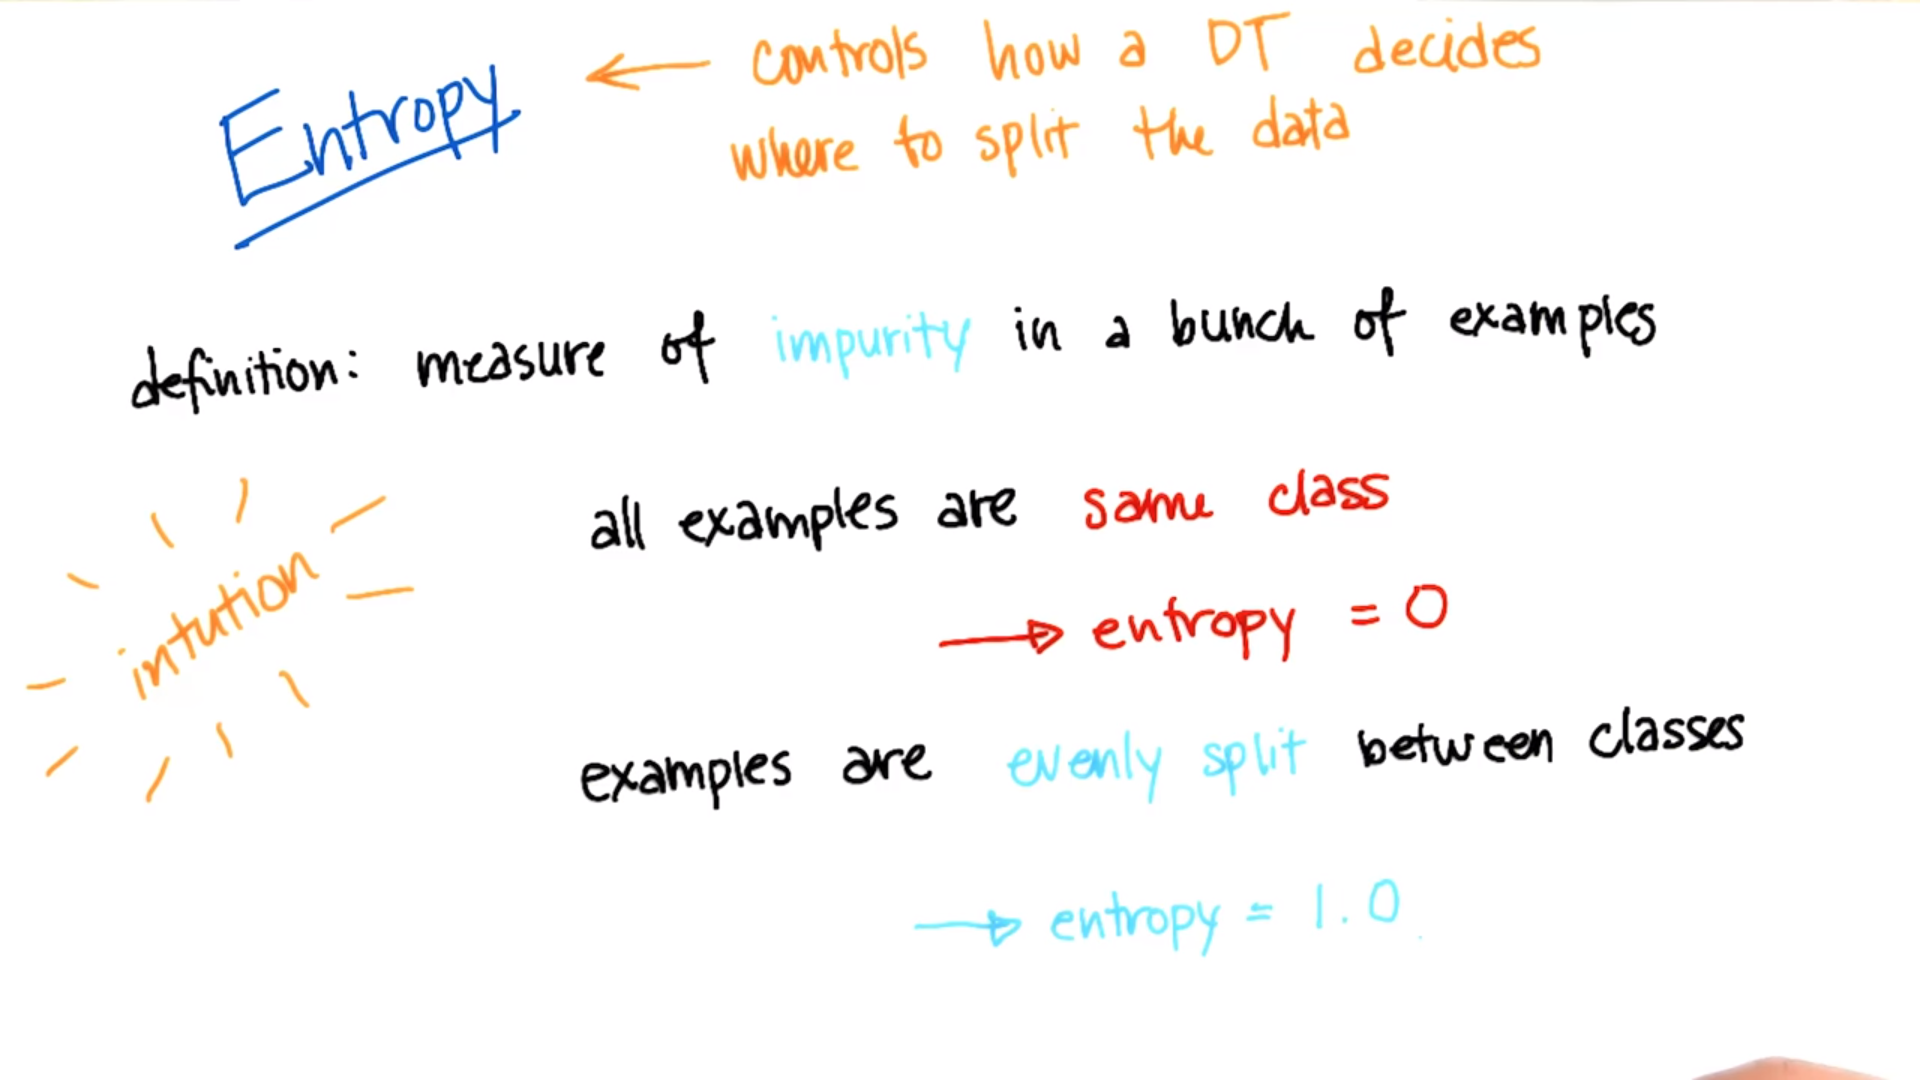 Entropy ← controls how a DT decides
where to split the data
definition: measure of impurity in a bunch of examples
intution
all examples are same class
→ entropy = 0
examples are evenly split between classes
→ entropy = 1.0